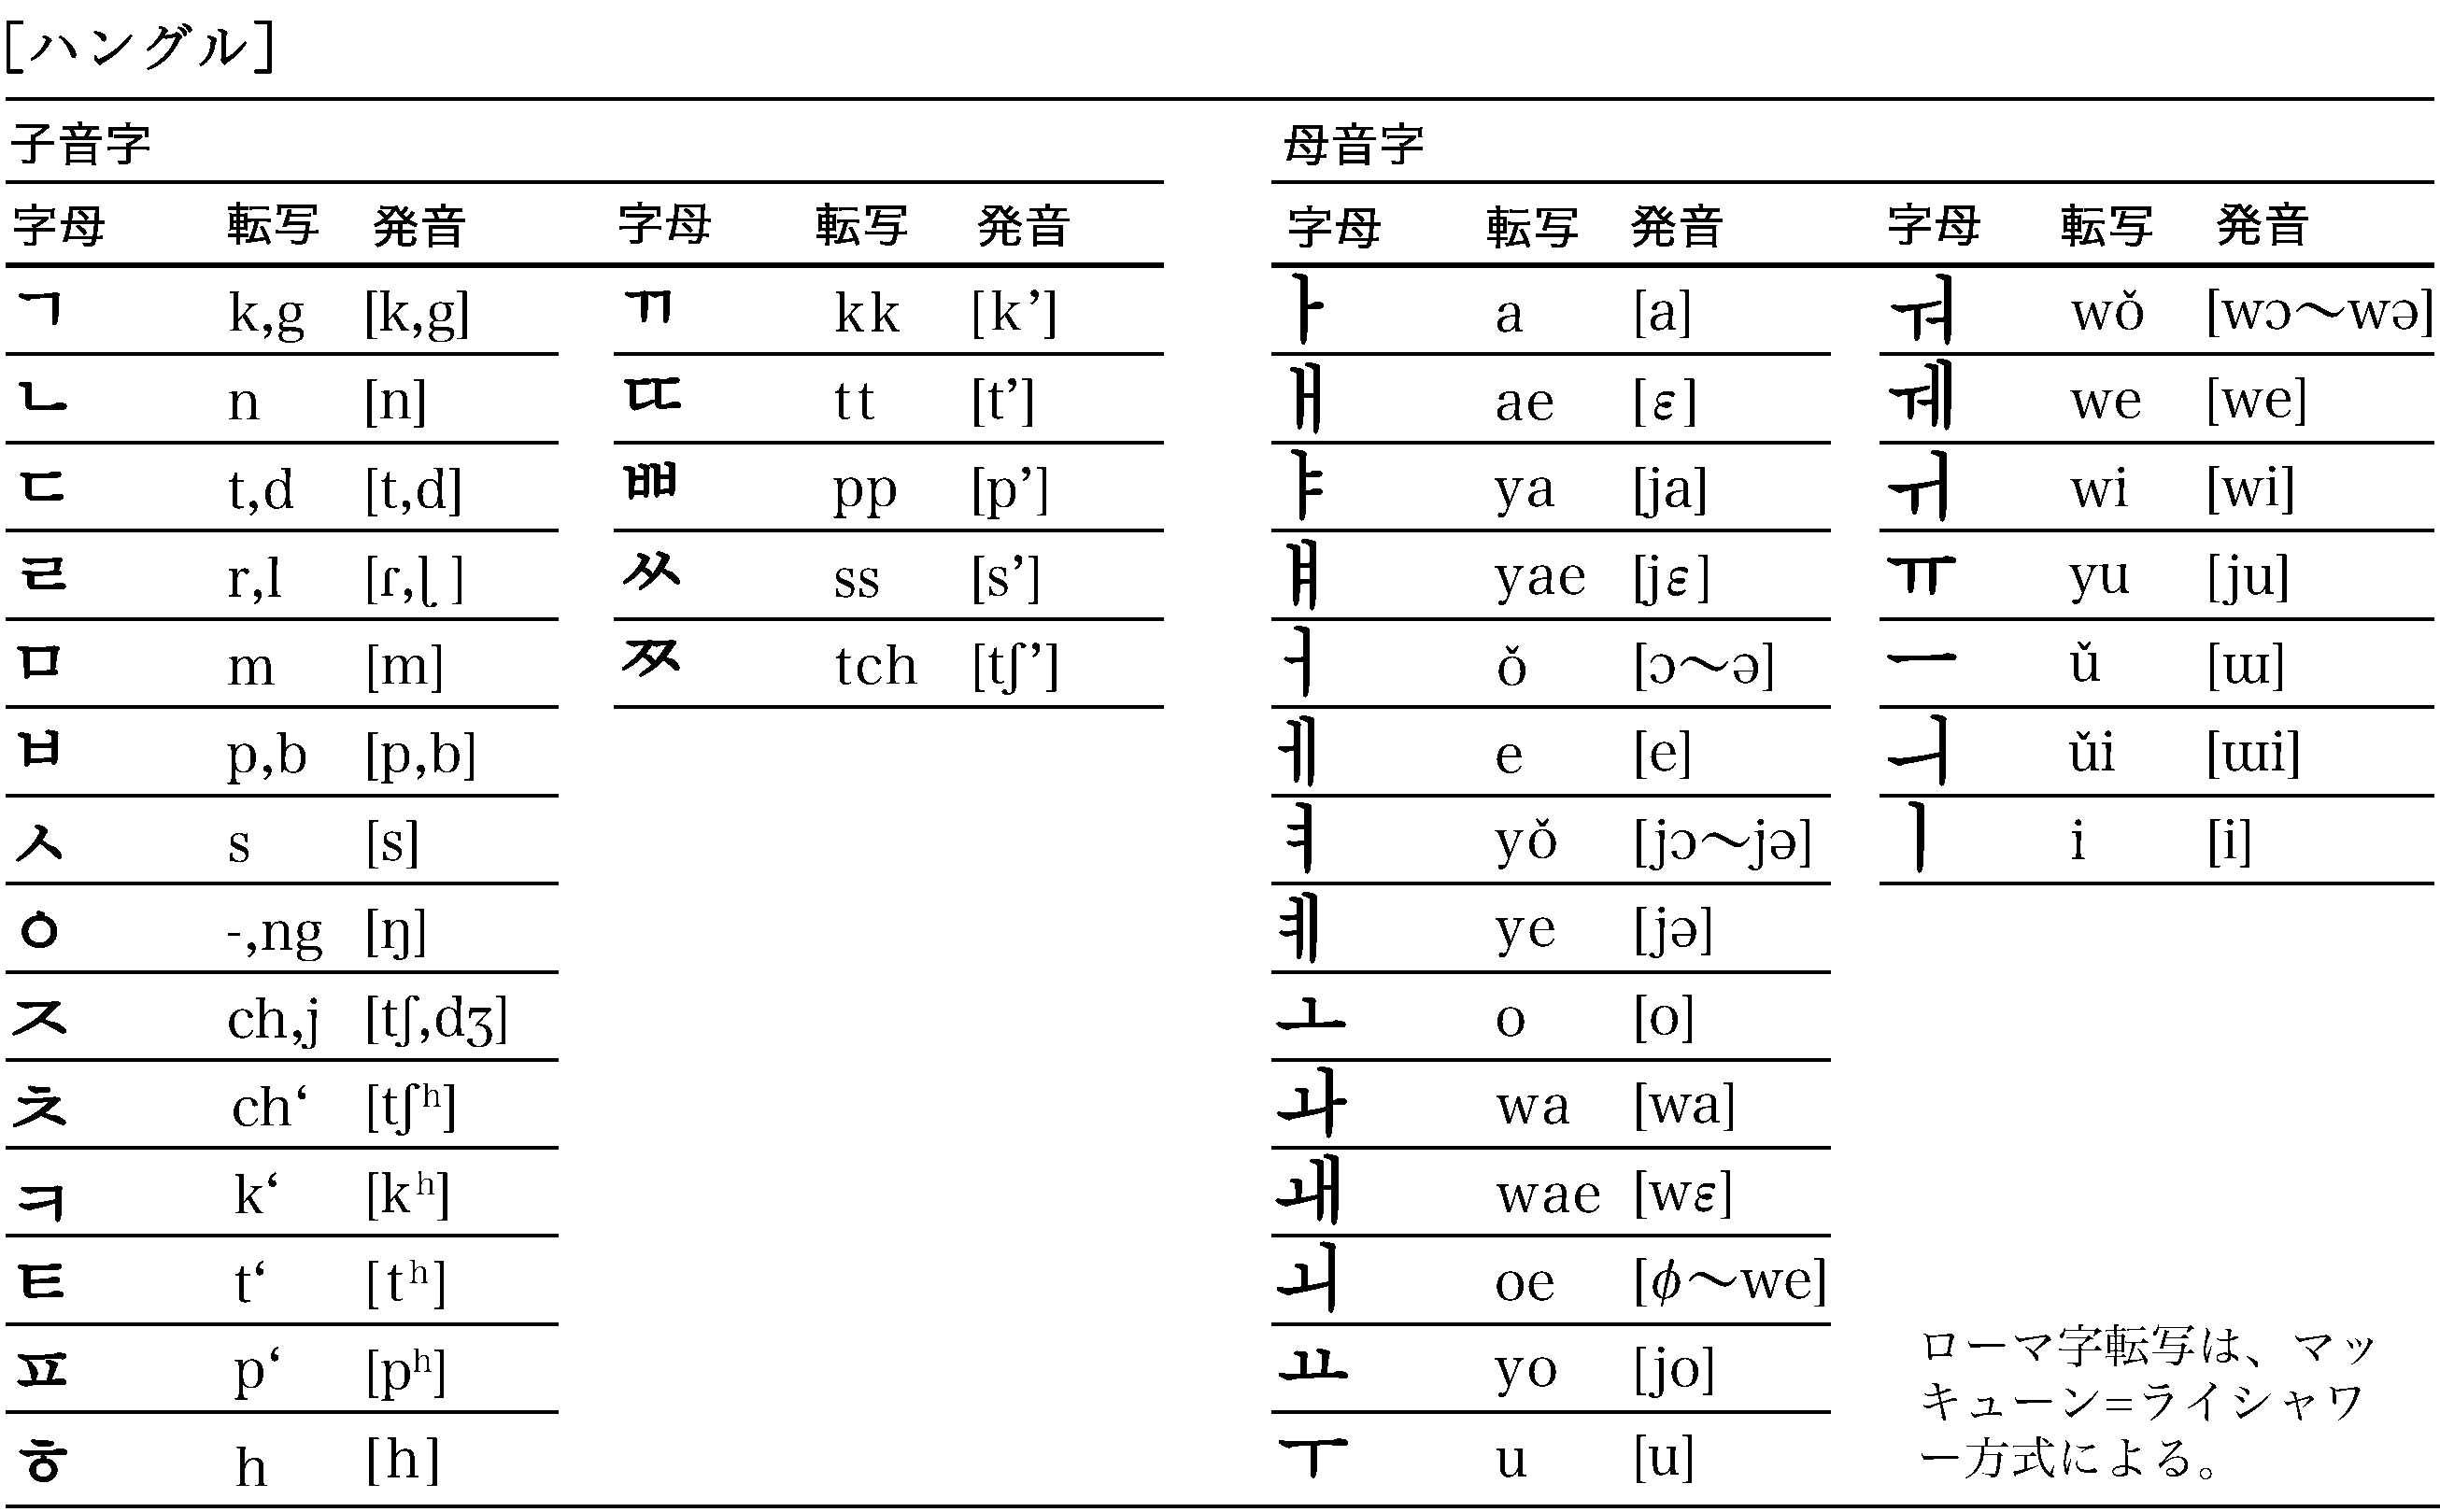 [ハングル]
子音字 母音字
字母 転写 発音 字母 転写 発音 字母 転写 発音 字母 転写 発音
ㄱ k,g [k,g] ㄲ kk [k’] ㅏ a [a] ㅝ wǒ [wɔ～wə]
ㄴ n [n] ㄸ tt [t’] ㅐ ae [ε] ㅞ we [we]
ㄷ t,d [t,d] ㅃ pp [p’] ㅑ ya [ja] ㅟ wi [wi]
ㄹ r,l [ɾ,ɭ] ㅆ ss [s’] ㅒ yae [jε] ㅠ yu [ju]
ㅁ m [m] ㅉ tch [tʃ’] ㅓ ǒ [ɔ～ə] ㅡ ǔ [ɯ]
ㅂ p,b [p,b] ㅔ e [e] ㅢ ǔi [ɯi]
ㅅ s [s] ㅕ yǒ [jɔ～jə] ㅣ i [i]
ㅇ -,ng [ŋ] ㅖ ye [jə]
ㅈ ch,j [tʃ,dʒ] ㅗ o [o]
ㅊ ch‘ [tʃʰ] ㅘ wa [wa]
ㅋ k‘ [kʰ] ㅙ wae [wε]
ㅌ t‘ [tʰ] ㅚ oe [ϕ～we]
ㅍ p‘ [pʰ] ㅛ yo [jo]
ㅎ h [h] ㅜ u [u]
ローマ字転写は、マッ
キューン=ライシャワ
ー方式による。